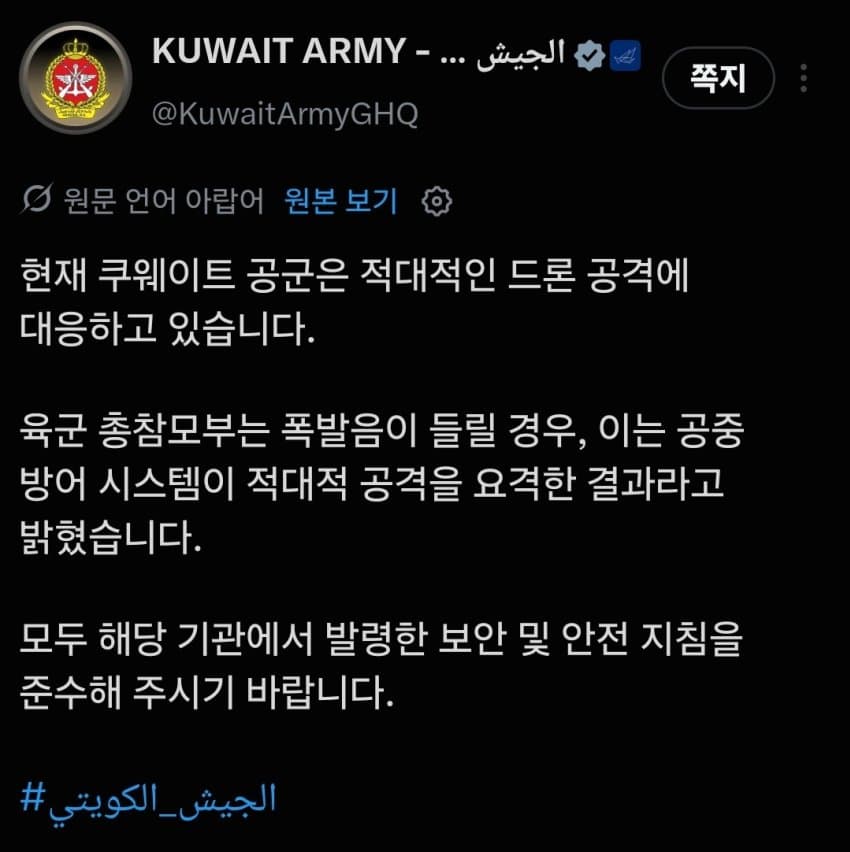 KUWAIT ARMY - ... الجيش
쪽지
@KuwaitArmyGHQ
원문 언어 아랍어 원본 보기
현재 쿠웨이트 공군은 적대적인 드론 공격에
대응하고 있습니다.
육군 총참모부는 폭발음이 들릴 경우, 이는 공중
방어 시스템이 적대적 공격을 요격한 결과라고
밝혔습니다.
모두 해당 기관에서 발령한 보안 및 안전 지침을
준수해 주시기 바랍니다.
#الجيش_الكويتي